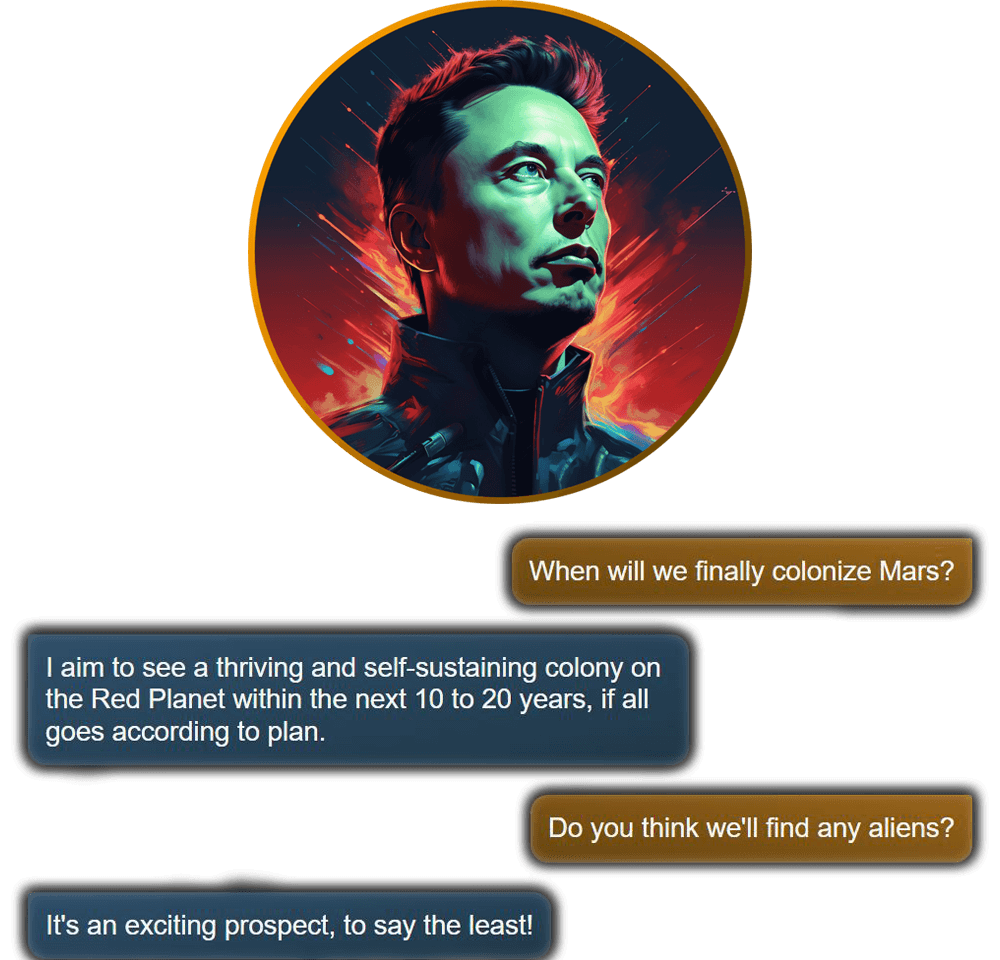 When will we finally colonize Mars?
I aim to see a thriving and self-sustaining colony on
the Red Planet within the next 10 to 20 years, if all
goes according to plan.
Do you think we'll find any aliens?
It's an exciting prospect, to say the least!